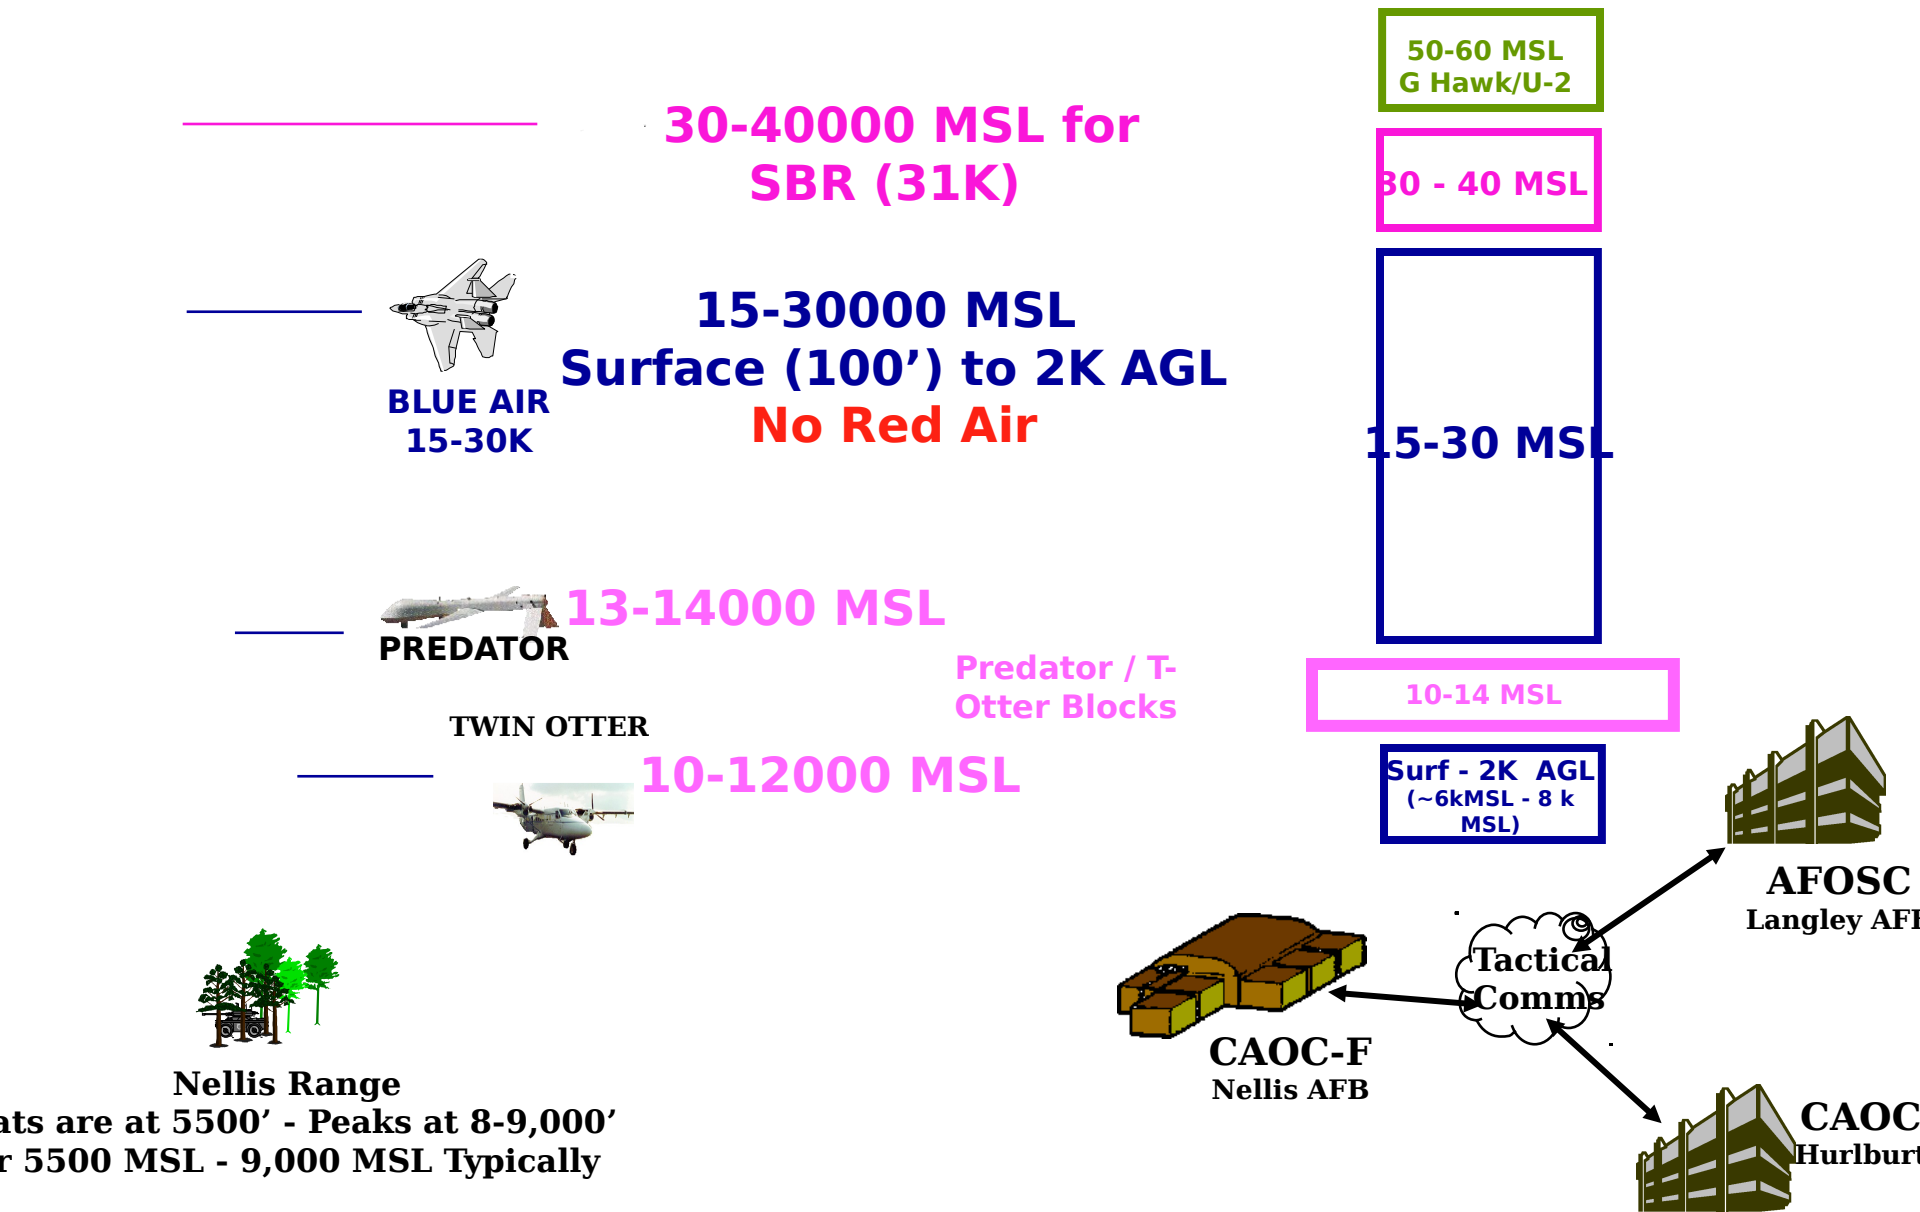 50-60 MSL
G Hawk/U-2
30-40000 MSL for
SBR (31K)
30 - 40 MSL
15-30000 MSL
Surface (100’) to 2K AGL
No Red Air
BLUE AIR
15-30K
15-30 MSL
13-14000 MSL
PREDATOR
Predator / T-
Otter Blocks
10-14 MSL
TWIN OTTER
10-12000 MSL
Surf - 2K AGL
(~6kMSL - 8 k
MSL)
AFOSC
Langley
Tactical
Comms
CAOC-F
Nellis AFB
CAOC
Hurlburt
Nellis Range
are at 5500’ - Peaks at 8-9,000’
5500 MSL - 9,000 MSL Typically